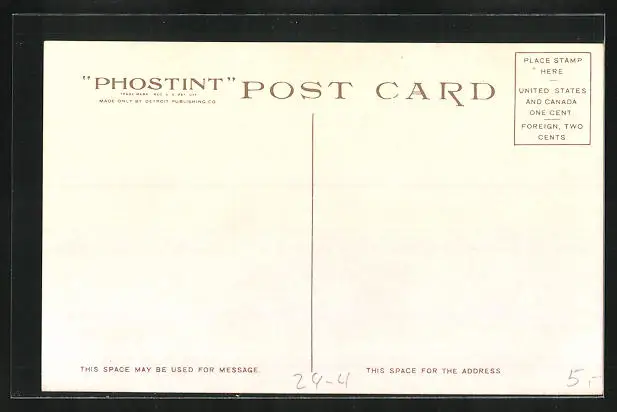 "PHOSTINT" POST CARD
TRADE MARK REG. U.S. PAT. OFF.
MADE ONLY BY DETROIT PUBLISHING CO.
PLACE STAMP
HERE
UNITED STATES
AND CANADA
ONE CENT
FOREIGN, TWO
CENTS
THIS SPACE MAY BE USED FOR MESSAGE.
THIS SPACE FOR THE ADDRESS
24-4
5,-